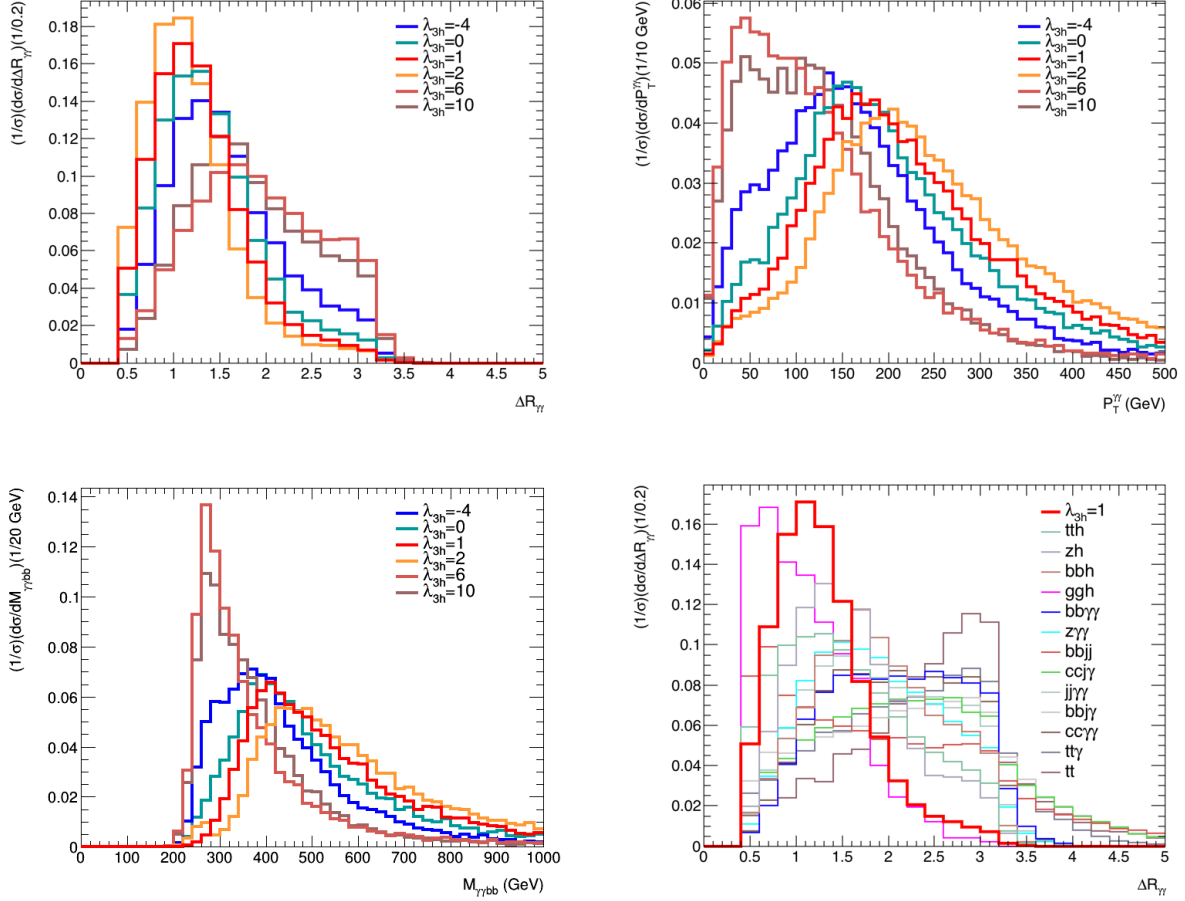 (1/σ)(dσ/dΔR_γγ)(1/0.2)
0.18
0.16
0.14
0.12
0.1
0.08
0.06
0.04
0.02
0
λ_3h=-4
λ_3h=0
λ_3h=1
λ_3h=2
λ_3h=6
λ_3h=10
0 0.5 1 1.5 2 2.5 3 3.5 4 4.5 5
ΔR_γγ
(1/σ)(dσ/dP_T^γγ)(1/10 GeV)
0.06
0.05
0.04
0.03
0.02
0.01
0
λ_3h=-4
λ_3h=0
λ_3h=1
λ_3h=2
λ_3h=6
λ_3h=10
0 50 100 150 200 250 300 350 400 450 500
P_T^γγ (GeV)
(1/σ)(dσ/dM_γγbb)(1/20 GeV)
0.14
0.12
0.1
0.08
0.06
0.04
0.02
0
λ_3h=-4
λ_3h=0
λ_3h=1
λ_3h=2
λ_3h=6
λ_3h=10
0 100 200 300 400 500 600 700 800 900 1000
M_γγbb (GeV)
(1/σ)(dσ/dΔR_γγ)(1/0.2)
0.16
0.14
0.12
0.1
0.08
0.06
0.04
0.02
0
λ_3h=1
tth
zh
bbh
ggh
bbγγ
zγγ
bbjj
ccjγ
jjγγ
bbjγ
ccγγ
ttγ
tt
0 0.5 1 1.5 2 2.5 3 3.5 4 4.5 5
ΔR_γγ